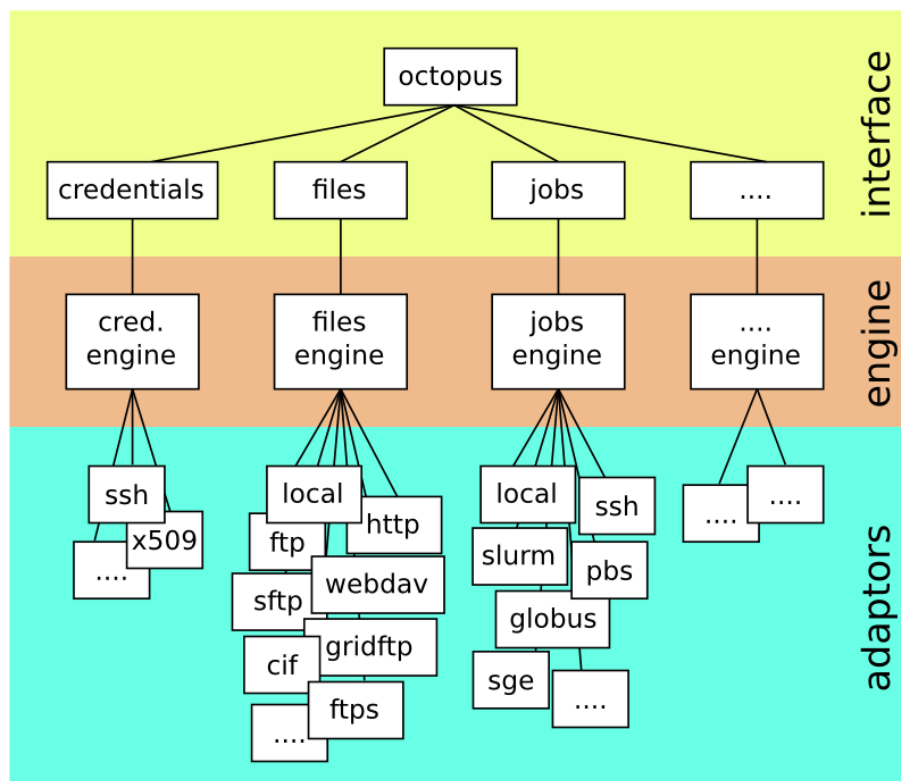 octopus
interface
credentials
files
jobs
....
cred.
engine
files
engine
jobs
engine
....
engine
engine
adaptors
ssh
x509
....
local
http
ftp
webdav
sftp
gridftp
cif
ftps
....
local
ssh
slurm
pbs
globus
sge
....
....
....